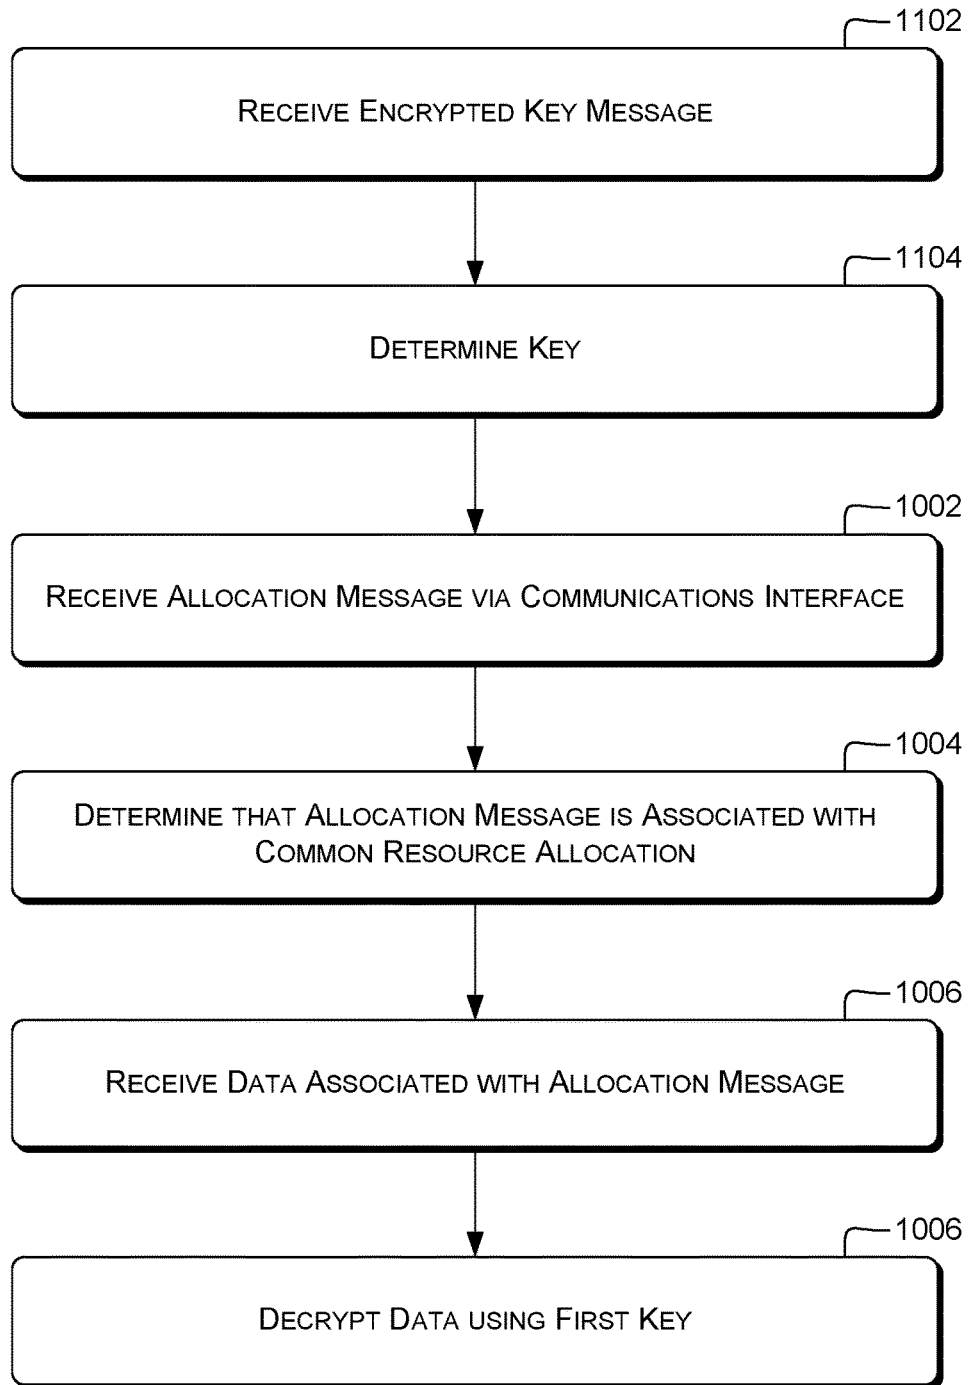 1102
RECEIVE ENCRYPTED KEY MESSAGE
1104
DETERMINE KEY
1002
RECEIVE ALLOCATION MESSAGE VIA COMMUNICATIONS INTERFACE
1004
DETERMINE THAT ALLOCATION MESSAGE IS ASSOCIATED WITH
COMMON RESOURCE ALLOCATION
1006
RECEIVE DATA ASSOCIATED WITH ALLOCATION MESSAGE
1006
DECRYPT DATA USING FIRST KEY